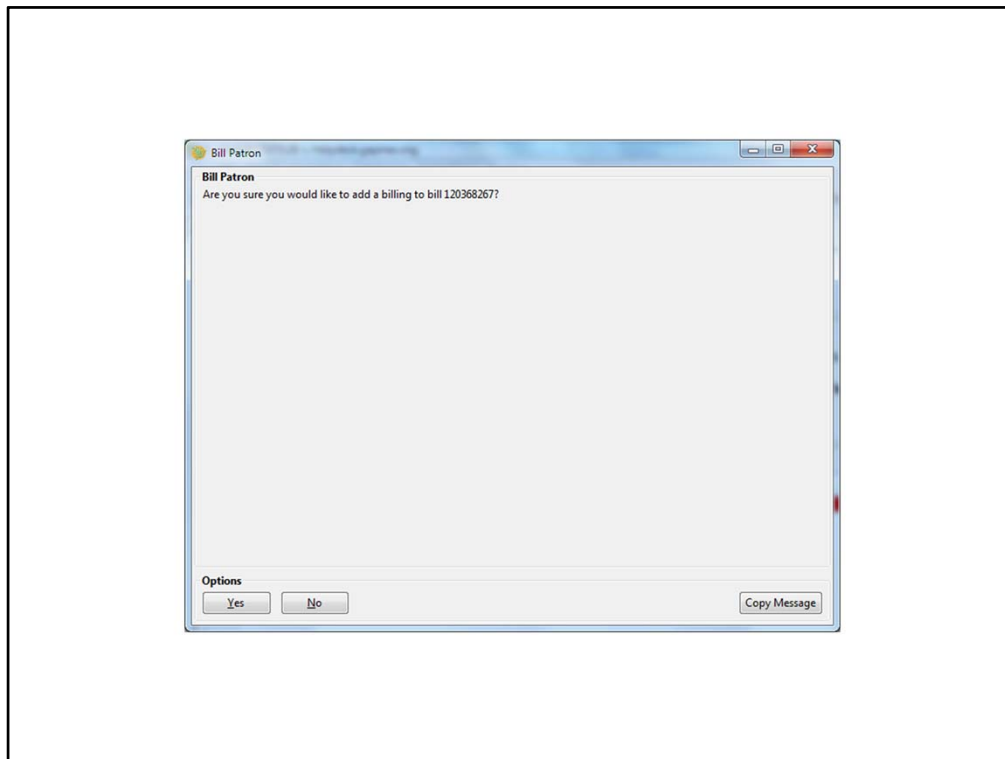 Bill Patron
Bill Patron
Are you sure you would like to add a billing to bill 120368267?
Options
Yes No Copy Message